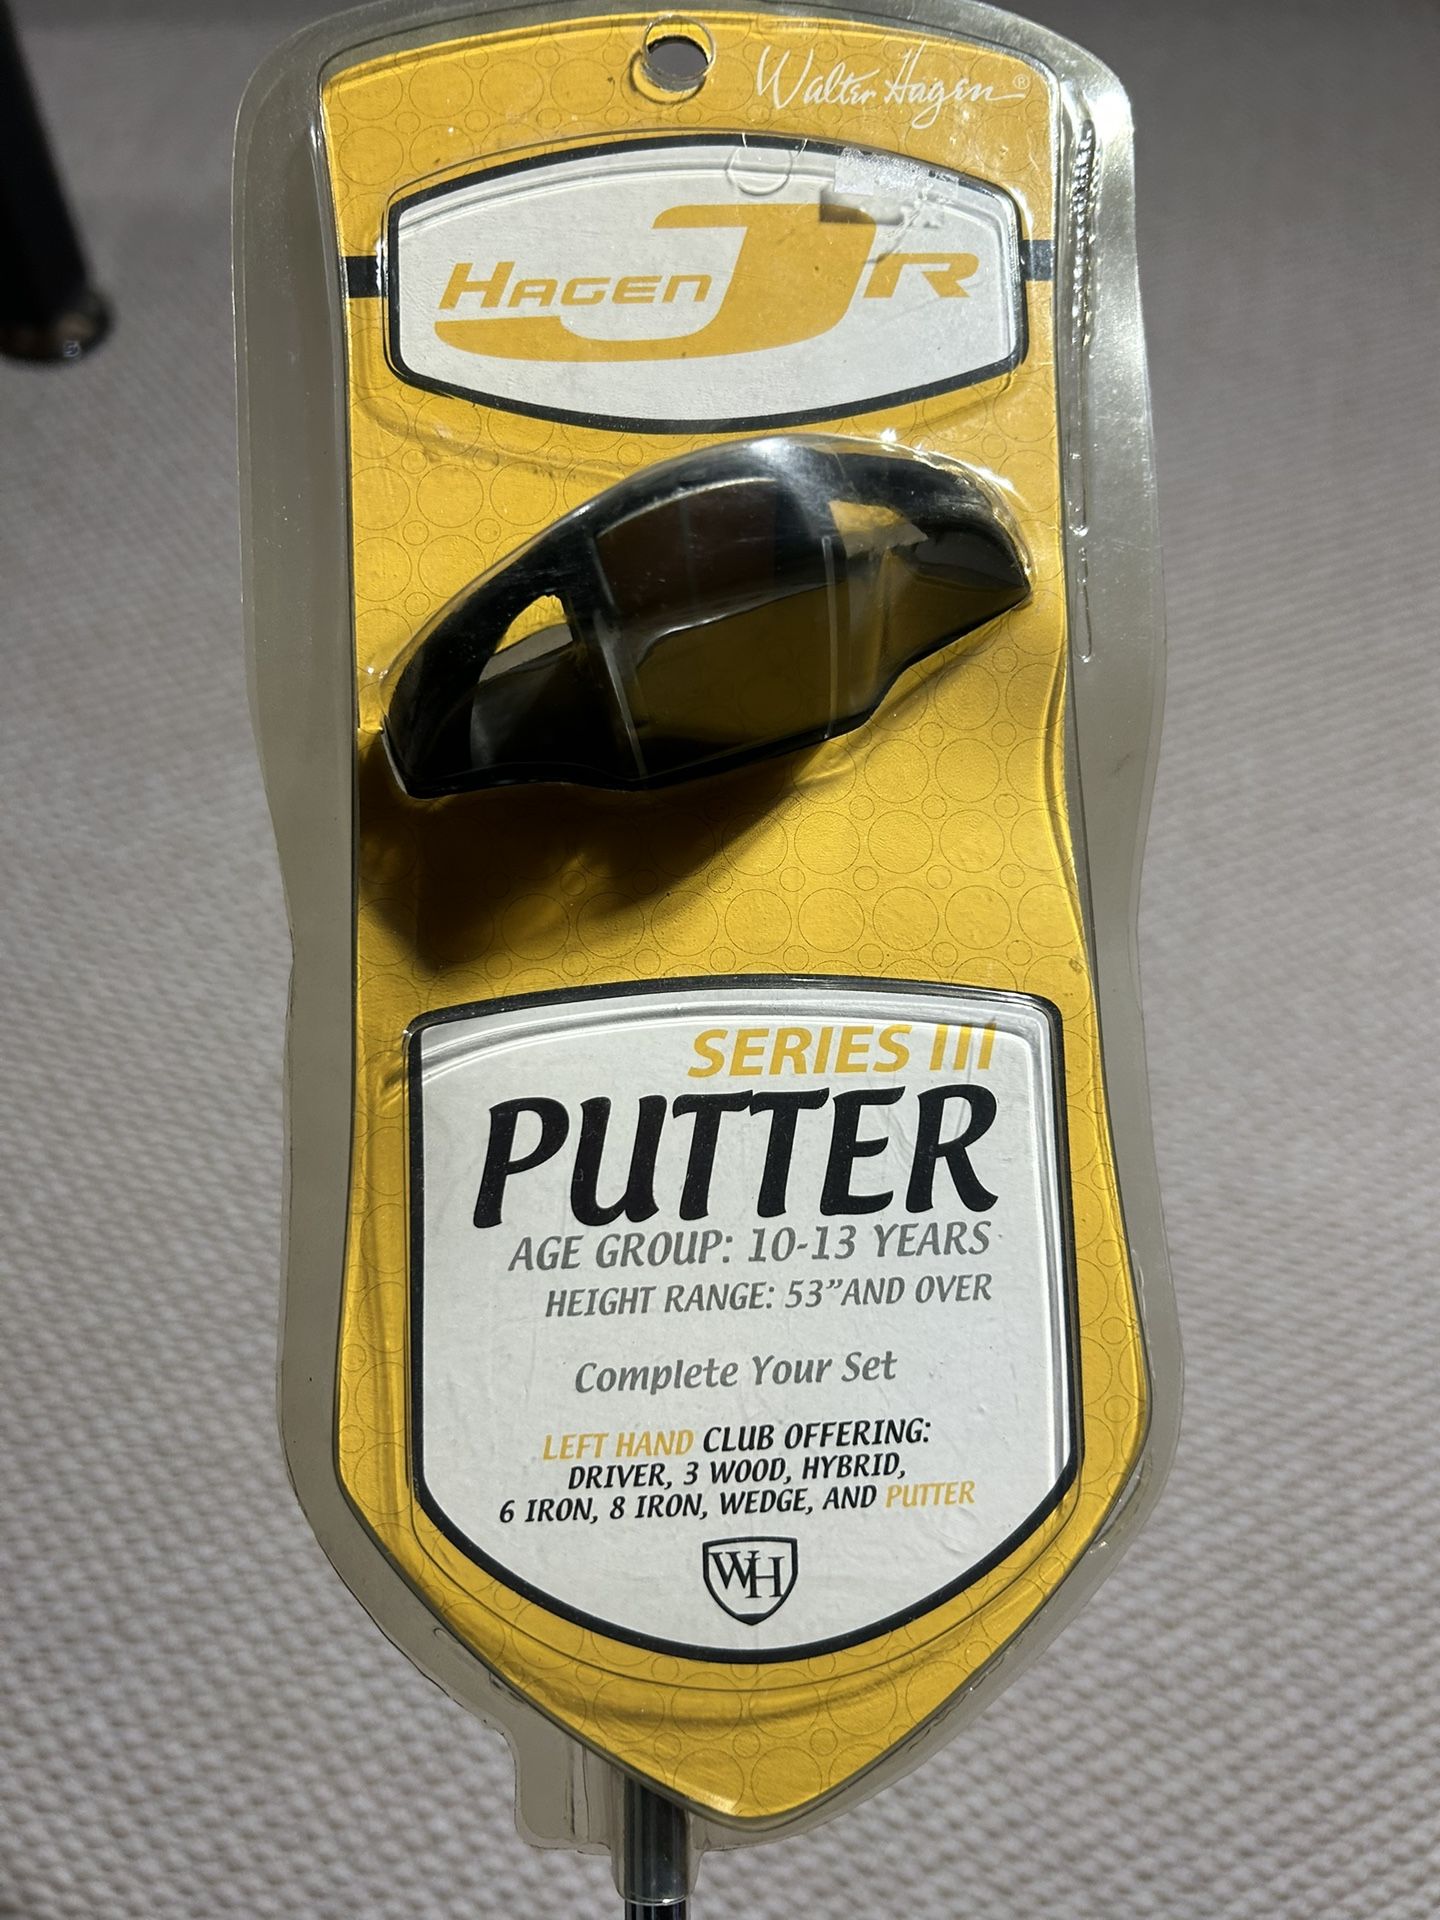 Walter Hagen®
HAGEN JR
SERIES III
PUTTER
AGE GROUP: 10-13 YEARS
HEIGHT RANGE: 53”AND OVER
Complete Your Set
LEFT HAND CLUB OFFERING:
DRIVER, 3 WOOD, HYBRID,
6 IRON, 8 IRON, WEDGE, AND PUTTER
WH